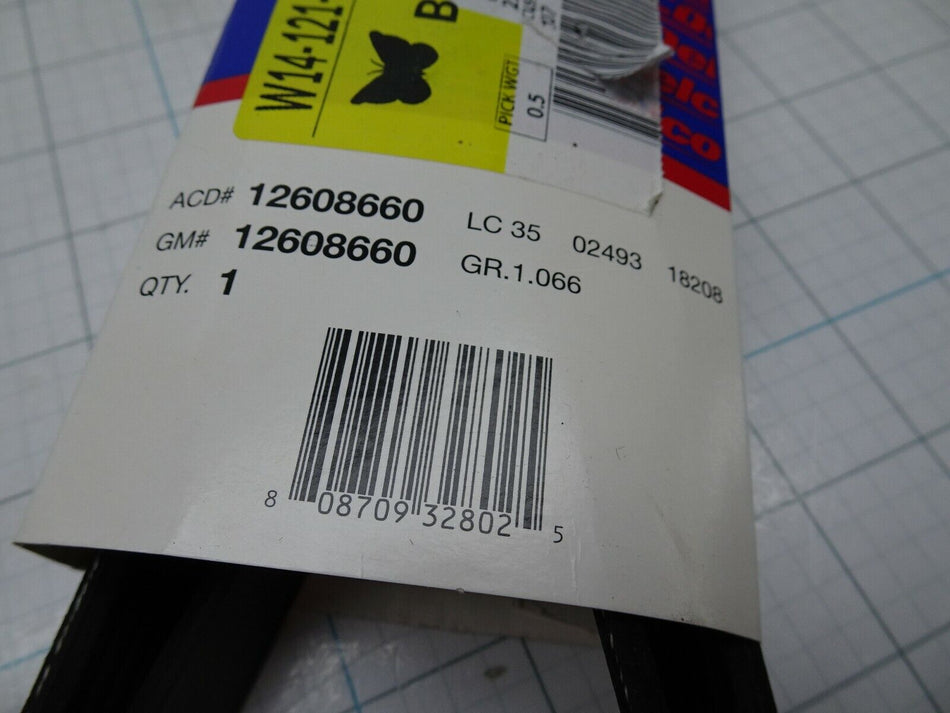 W14-121-
B
PICK WGT
0.5
co
ACD# 12608660
GM# 12608660
QTY. 1
LC 35 02493 18208
GR.1.066
8 08709 32802 5